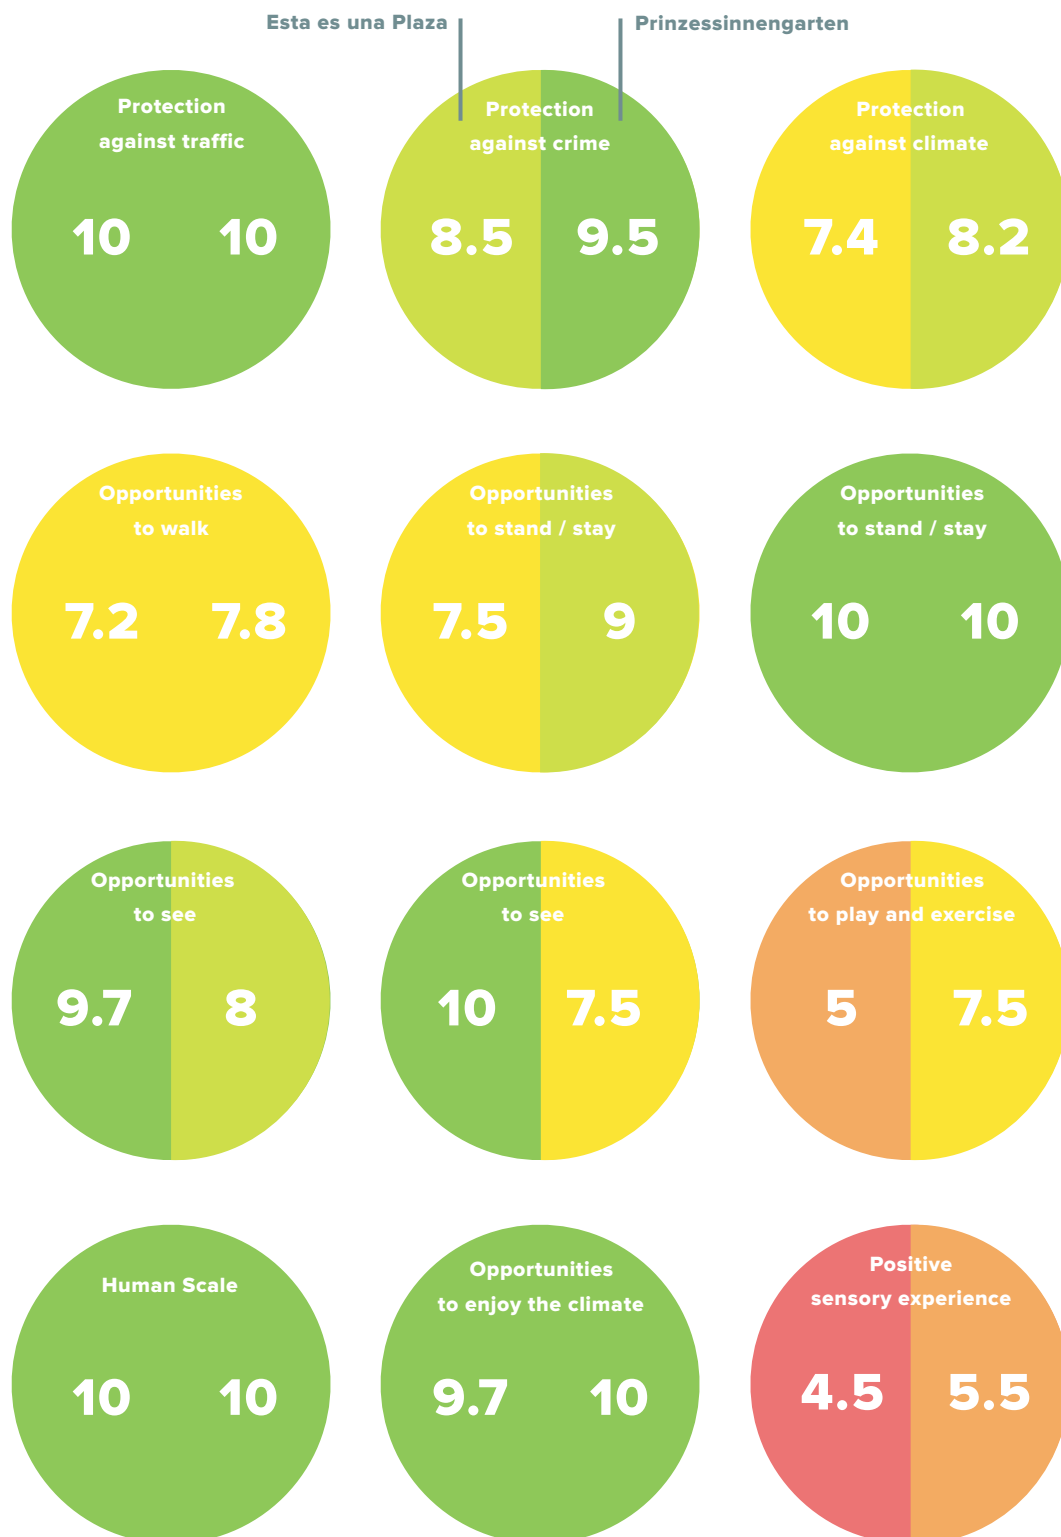 Esta es una Plaza
Prinzessinnengarten
Protection
against traffic
10 10
Protection
against crime
8.5 9.5
Protection
against climate
7.4 8.2
Opportunities
to walk
7.2 7.8
Opportunities
to stand / stay
7.5 9
Opportunities
to stand / stay
10 10
Opportunities
to see
9.7 8
Opportunities
to see
10 7.5
Opportunities
to play and exercise
5 7.5
Human Scale
10 10
Opportunities
to enjoy the climate
9.7 10
Positive
sensory experience
4.5 5.5